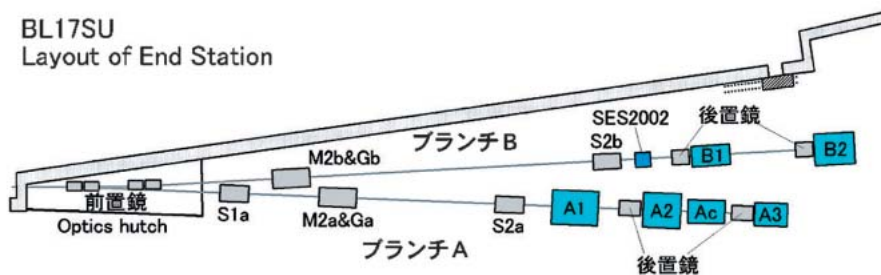 BL17SU
Layout of End Station
ブランチB
SES2002
後置鏡
S2b
B1
B2
M2b&Gb
前置鏡
Optics hutch
S1a
M2a&Ga
S2a
A1
A2
Ac
A3
ブランチA
後置鏡